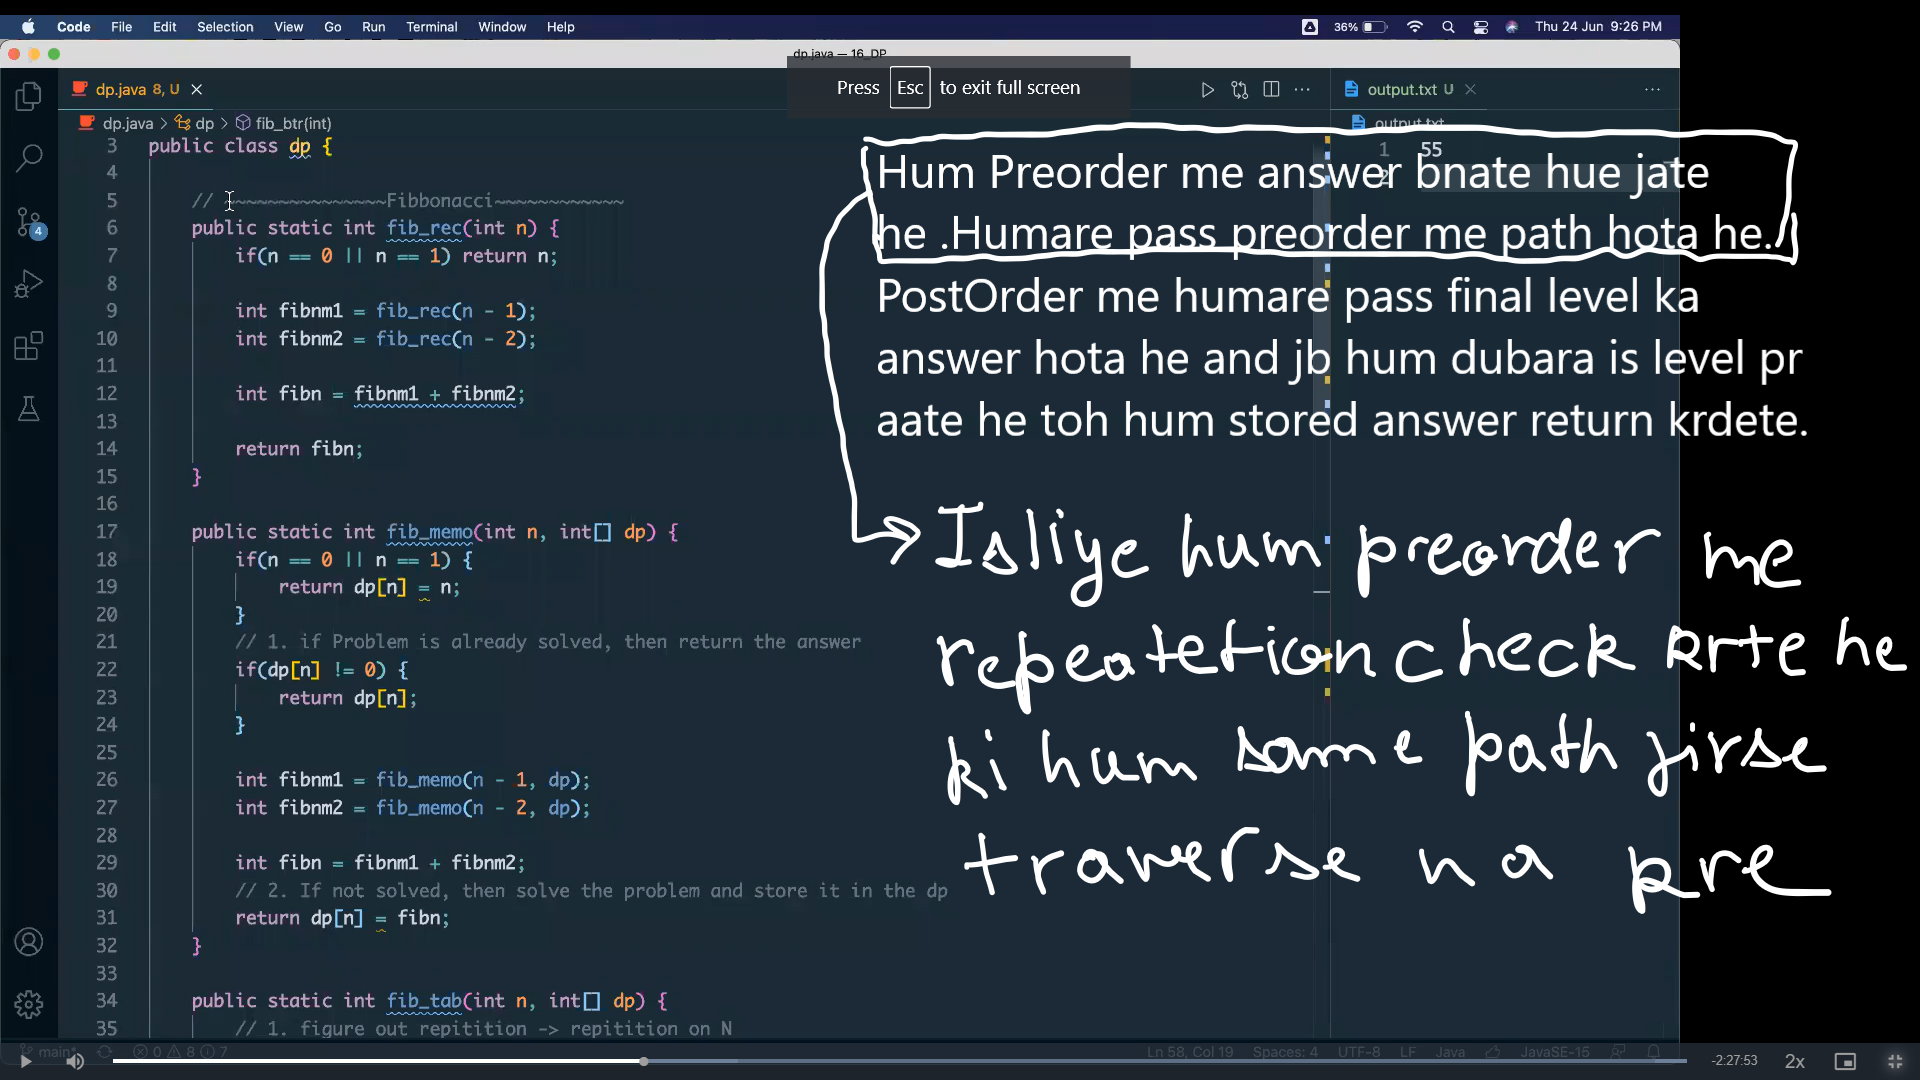 Code File Edit Selection View Go Run Terminal Window Help 36% Thu 24 Jun 9:26 PM
dp.java — 16_DP
Press Esc to exit full screen
dp.java 8, U
output.txt U
dp.java > dp > fib_btr(int)
output.txt
3 public class dp {
4
5 // ~~~~~~~~~~~~~~~Fibbonacci~~~~~~~~~~~~
6 public static int fib_rec(int n) {
7 if(n == 0 || n == 1) return n;
8
9 int fibnm1 = fib_rec(n - 1);
10 int fibnm2 = fib_rec(n - 2);
11
12 int fibn = fibnm1 + fibnm2;
13
14 return fibn;
15 }
16
17 public static int fib_memo(int n, int[] dp) {
18 if(n == 0 || n == 1) {
19 return dp[n] = n;
20 }
21 // 1. if Problem is already solved, then return the answer
22 if(dp[n] != 0) {
23 return dp[n];
24 }
25
26 int fibnm1 = fib_memo(n - 1, dp);
27 int fibnm2 = fib_memo(n - 2, dp);
28
29 int fibn = fibnm1 + fibnm2;
30 // 2. If not solved, then solve the problem and store it in the dp
31 return dp[n] = fibn;
32 }
33
34 public static int fib_tab(int n, int[] dp) {
35 // 1. figure out repitition -> repitition on N
1 55
2
Hum Preorder me answer bnate hue jate
he .Humare pass preorder me path hota he.
PostOrder me humare pass final level ka
answer hota he and jb hum dubara is level pr
aate he toh hum stored answer return krdete.
Isliye hum preorder me
repeatetion check krte he
ki hum same path firse
traverse na kre
4
main* 0 8 7 Ln 58, Col 19 Spaces: 4 UTF-8 LF Java JavaSE-15
-2:27:53 2x